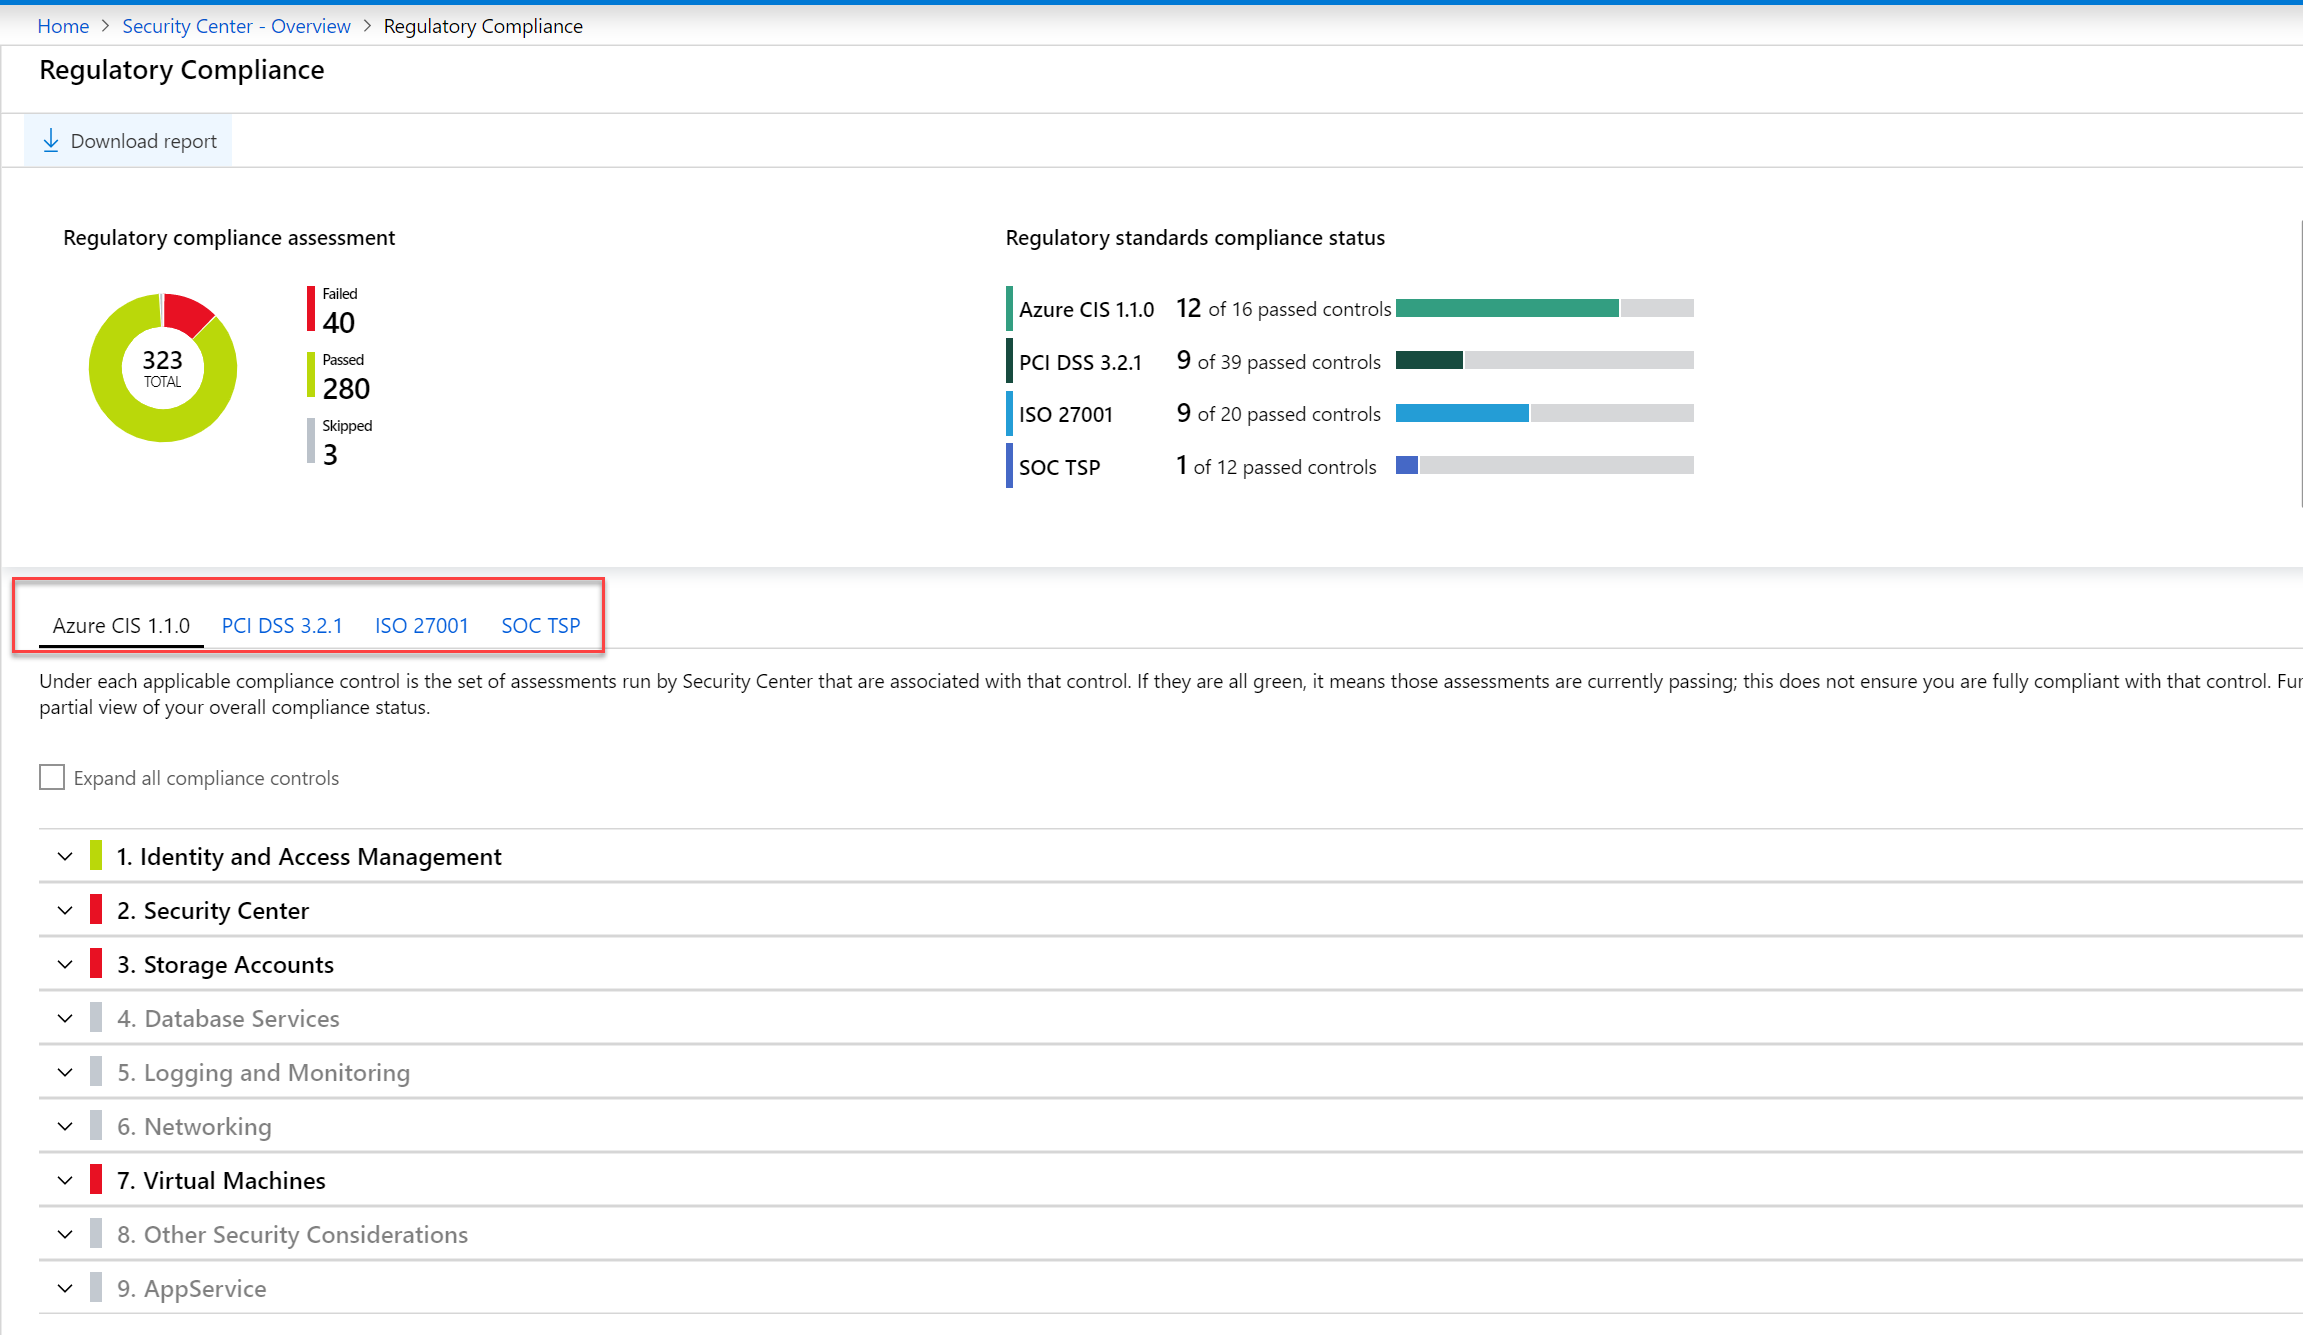 Home > Security Center - Overview > Regulatory Compliance
Regulatory Compliance
Download report
Regulatory compliance assessment
323
TOTAL
Failed
40
Passed
280
Skipped
3
Regulatory standards compliance status
Azure CIS 1.1.0 12 of 16 passed controls
PCI DSS 3.2.1 9 of 39 passed controls
ISO 27001 9 of 20 passed controls
SOC TSP 1 of 12 passed controls
Azure CIS 1.1.0 PCI DSS 3.2.1 ISO 27001 SOC TSP
Under each applicable compliance control is the set of assessments run by Security Center that are associated with that control. If they are all green, it means those assessments are currently passing; this does not ensure you are fully compliant with that control. Fur
partial view of your overall compliance status.
Expand all compliance controls
1. Identity and Access Management
2. Security Center
3. Storage Accounts
4. Database Services
5. Logging and Monitoring
6. Networking
7. Virtual Machines
8. Other Security Considerations
9. AppService